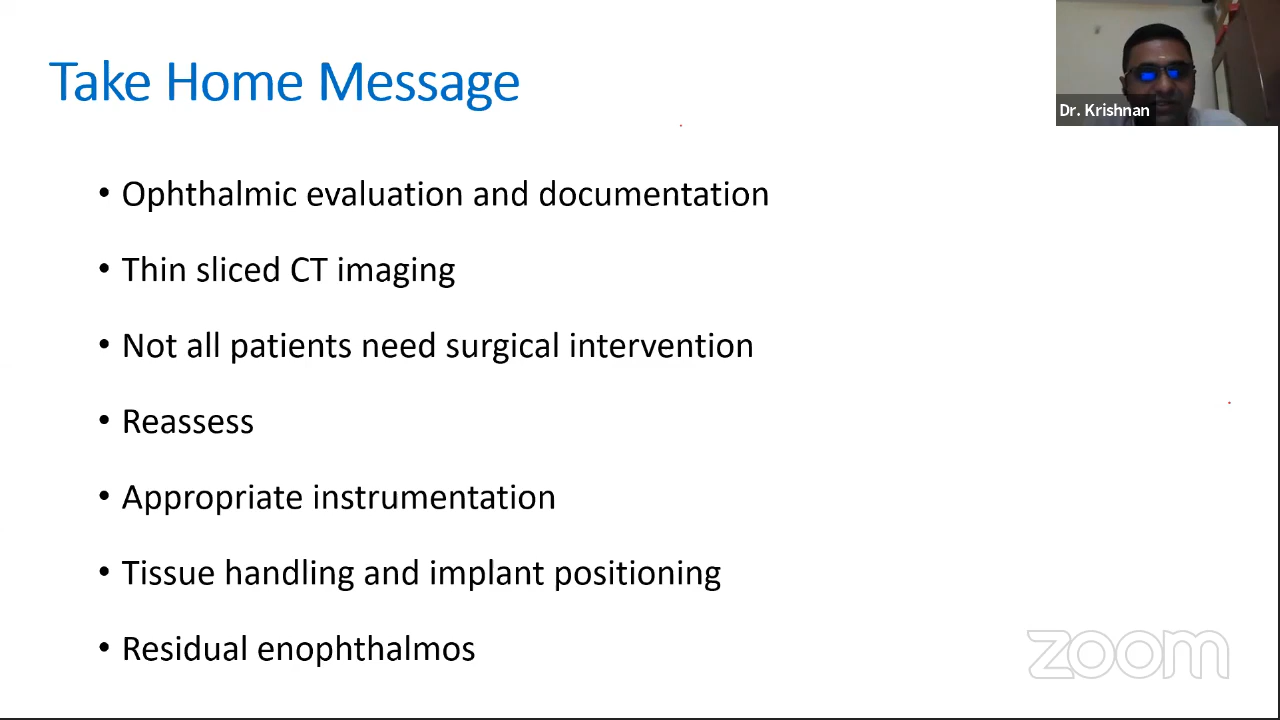 Take Home Message
Dr. Krishnan
• Ophthalmic evaluation and documentation
• Thin sliced CT imaging
• Not all patients need surgical intervention
• Reassess
• Appropriate instrumentation
• Tissue handling and implant positioning
• Residual enophthalmos
zoom